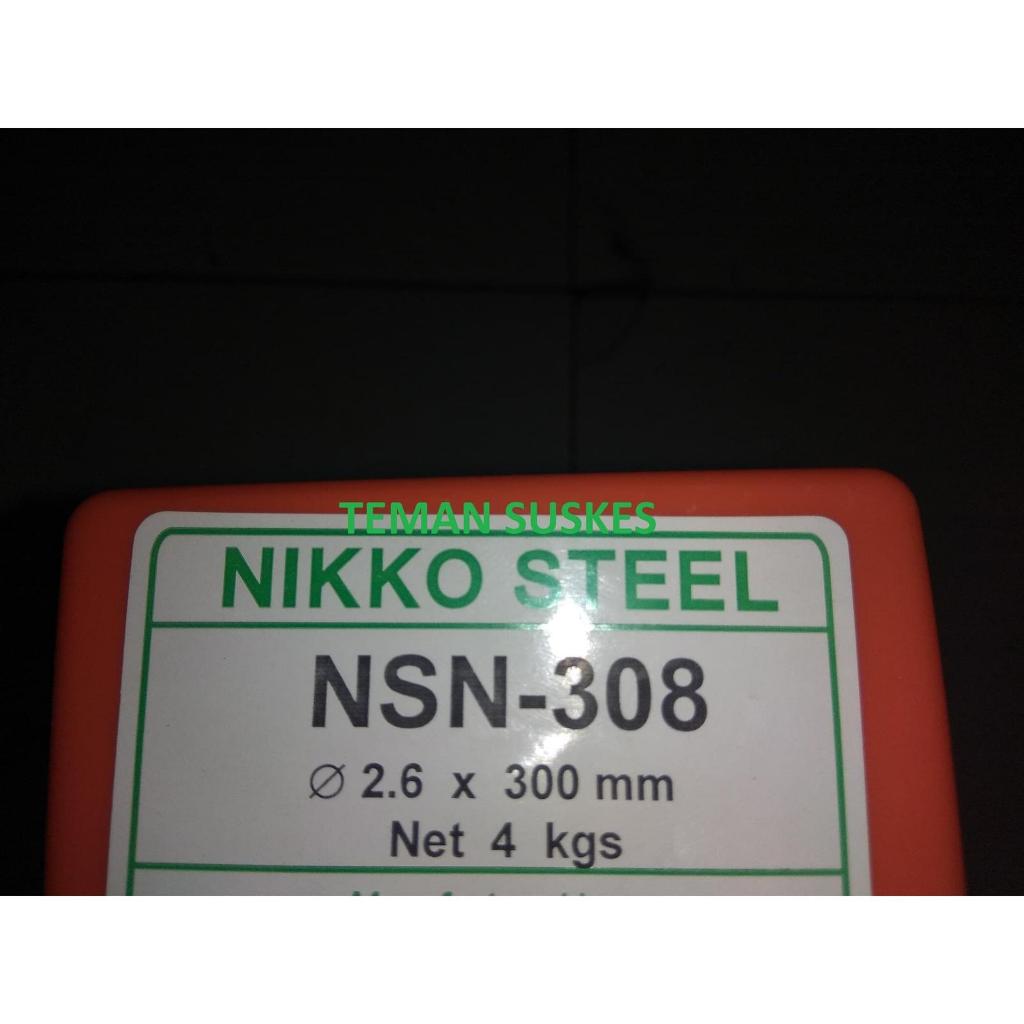 TEMAN SUSKES
NIKKO STEEL
NSN-308
∅ 2.6 x 300 mm
Net 4 kgs